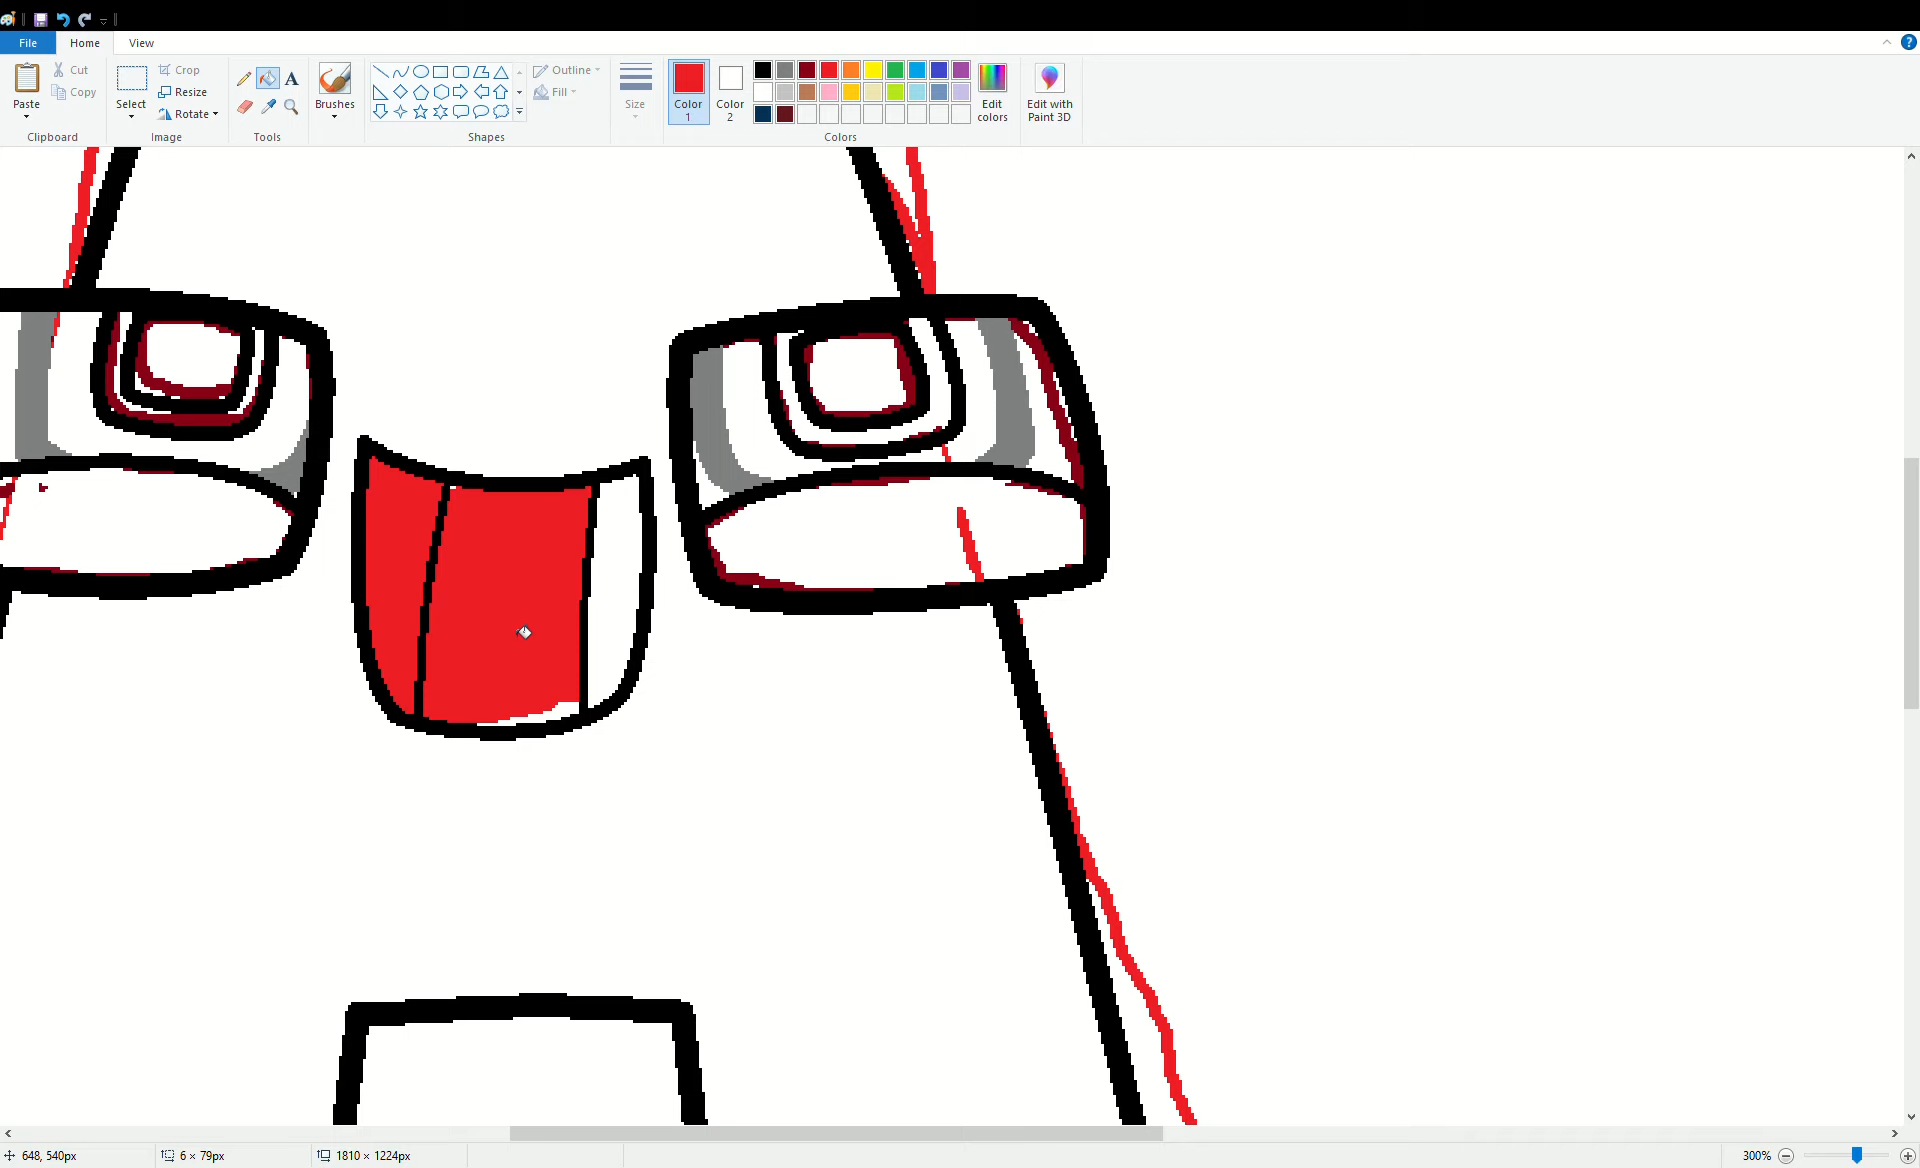 File Home View
Paste Cut Copy Clipboard
Select Crop Resize Rotate Image
A Tools
Brushes
Outline Fill Shapes
Size
Color 1 Color 2 Edit colors Colors
Edit with Paint 3D
?
648, 540px 6 × 79px 1810 × 1224px 300%